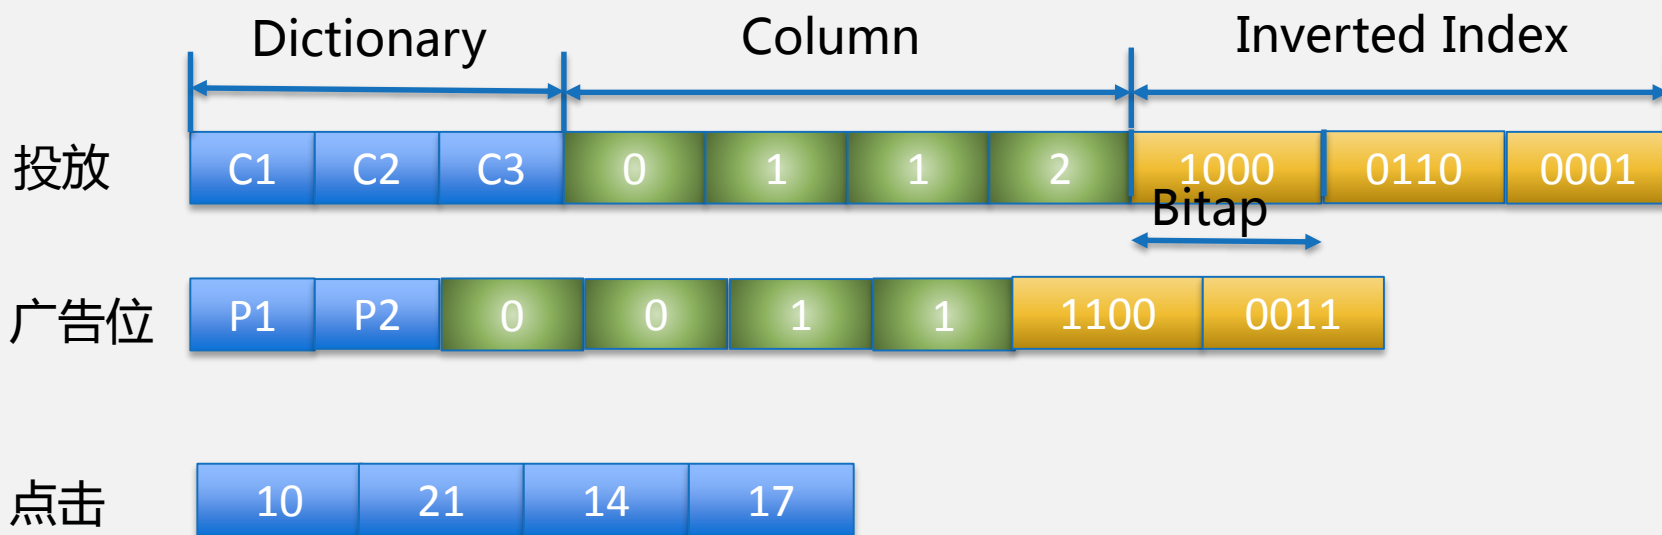 Dictionary Column Inverted Index
投放 C1 C2 C3 0 1 1 2 1000 0110 0001
Bitap
广告位 P1 P2 0 0 1 1 1100 0011
点击 10 21 14 17